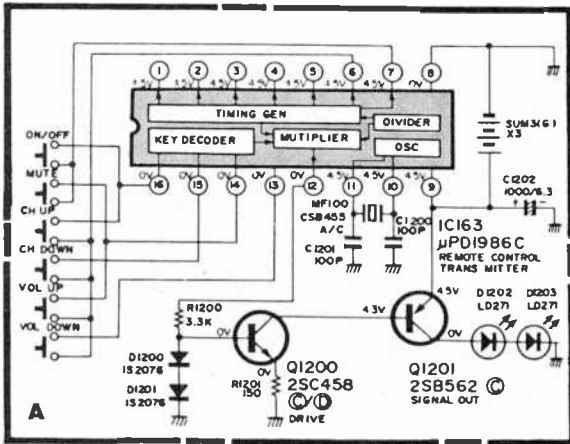 1 2 3 4 5 6 7 8
4.5V 4.5V 4.5V 4.5V 4.5V 4.5V 4.5V 0V
TIMING GEN
DIVIDER
KEY DECODER
MUTIPLIER
OSC
0V 0V 0V 0V 0V 4.5V 4.5V
16 15 14 13 12 11 10 9
ON/OFF
MUTE
CH UP
CH DOWN
VOL UP
VOL DOWN
SUM3(61)
X3
C1202
1000/6.3
+ -
MF100
CSB455
A/C
C1200
100P
C1201
100P
IC163
μPD1986C
REMOTE CONTROL
TRANS MITTER
R1200
3.3K
4.5V
4.3V
0V
0V
0V
0V
D1202
LD271
D1203
LD271
D1200
1S2076
D1201
1S2076
R1201
150
Q1200
2SC458
C/D
DRIVE
Q1201
2SB562 C
SIGNAL OUT
A